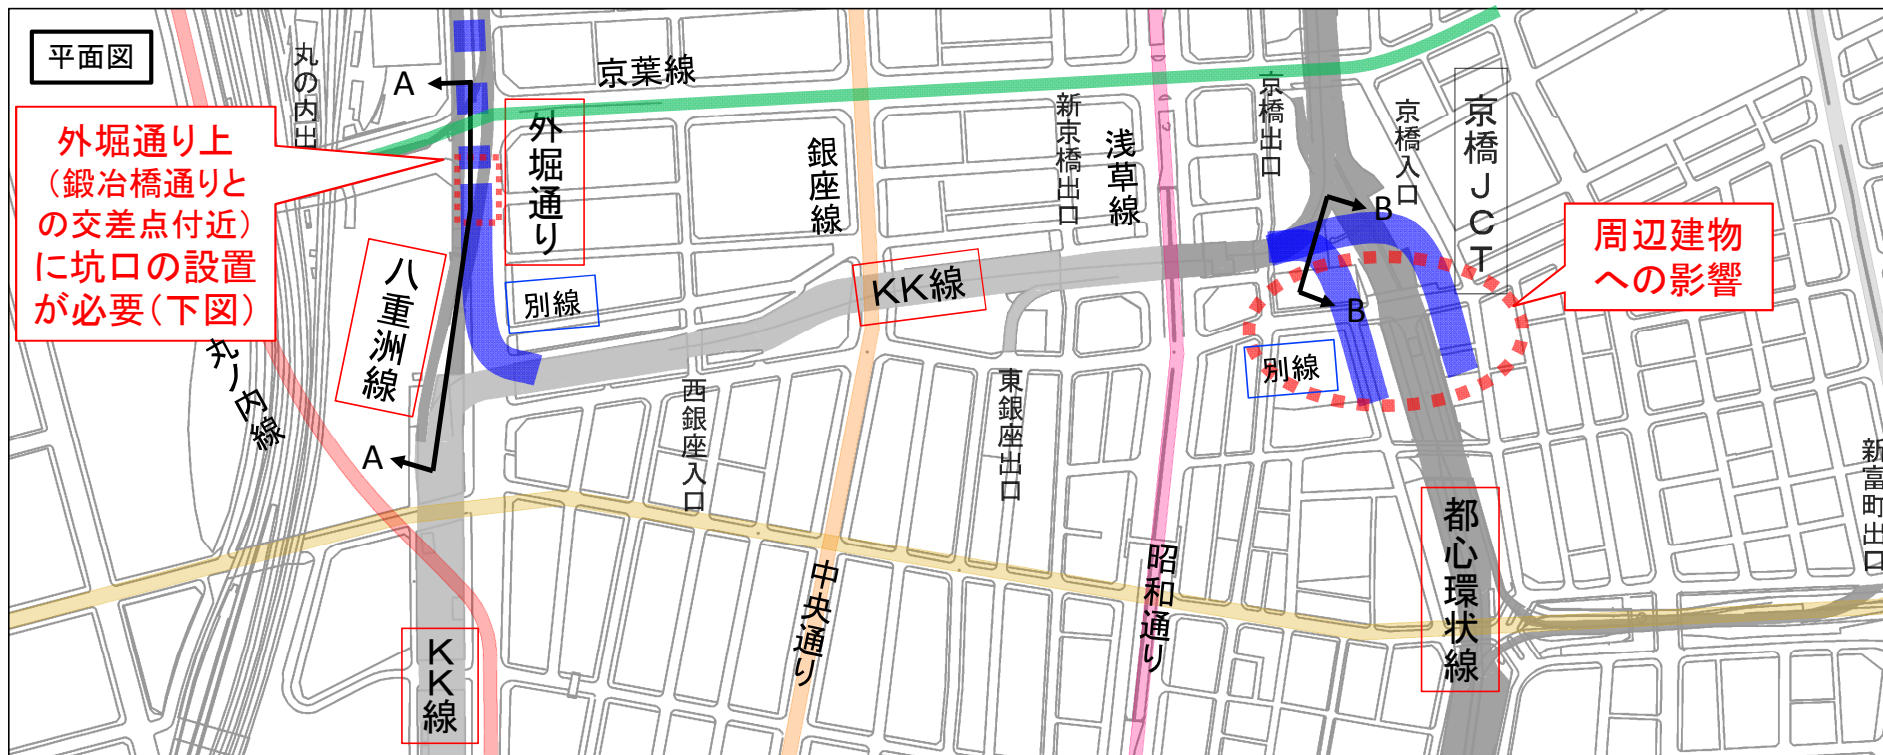 平面図
丸の内出
A
京葉線
外堀通り上
(鍛冶橋通りと
の交差点付近)
に坑口の設置
が必要(下図)
外堀通り
銀座線
新京橋出口
浅草線
京橋出口
京橋入口
京橋JCT
B
周辺建物
への影響
八重洲線
別線
KK線
B
別線
丸ノ内線
A
西銀座入口
東銀座出口
新富町出口
都心環状線
中央通り
昭和通り
KK線